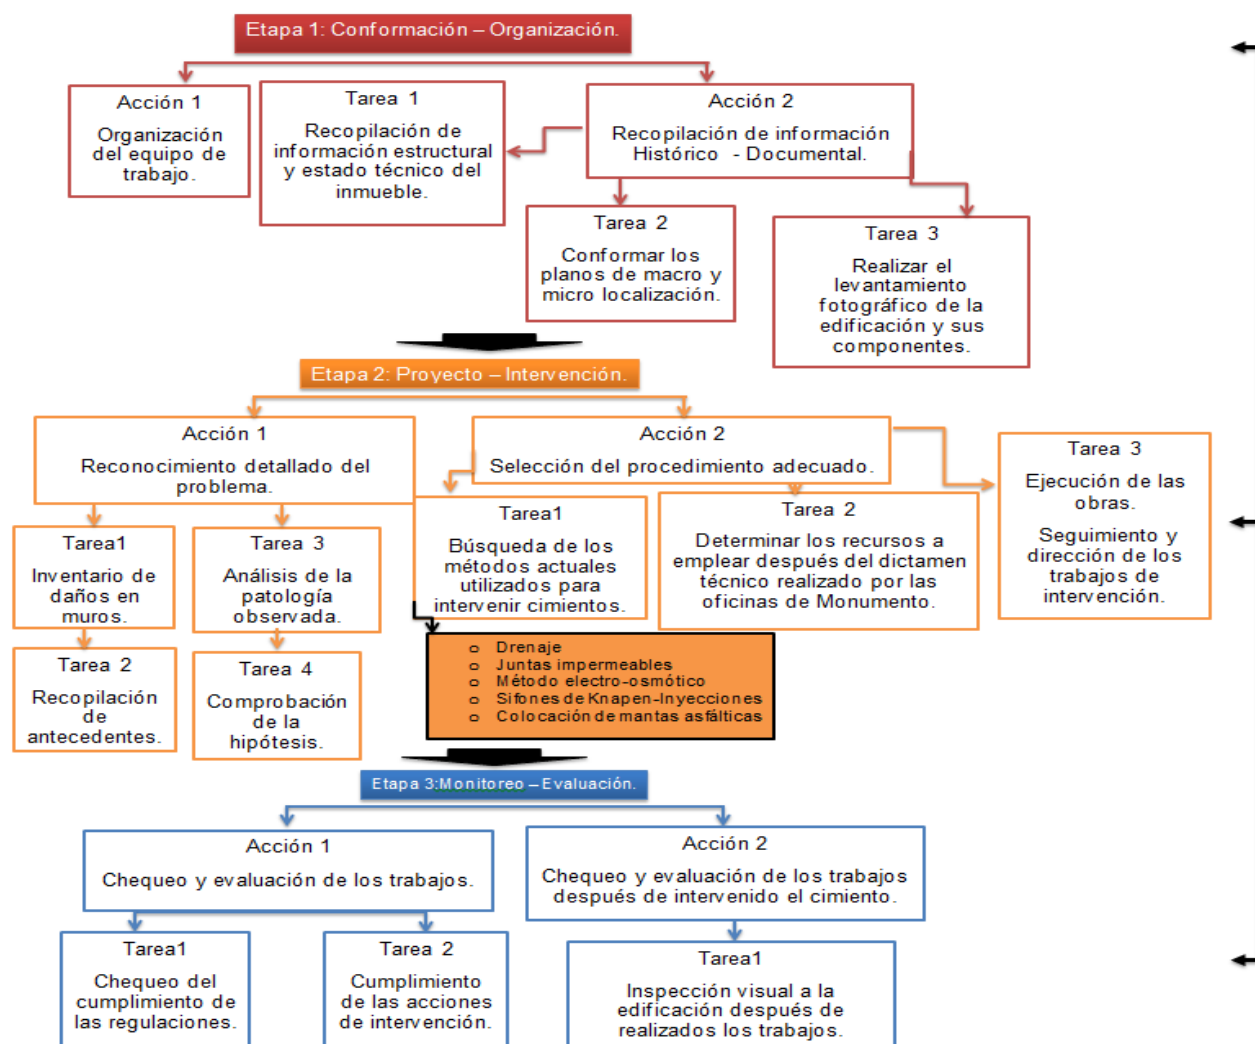 Etapa 1: Conformación – Organización.
Acción 1
Organización
del equipo de
trabajo.
Tarea 1
Recopilación de
información estructural
y estado técnico del
inmueble.
Acción 2
Recopilación de información
Histórico - Documental.
Tarea 2
Conformar los
planos de macro y
micro localización.
Tarea 3
Realizar el
levantamiento
fotográfico de la
edificación y sus
componentes.
Etapa 2: Proyecto – Intervención.
Acción 1
Reconocimiento detallado del
problema.
Acción 2
Selección del procedimiento adecuado.
Tarea 3
Ejecución de las
obras.
Seguimiento y
dirección de los
trabajos de
intervención.
Tarea1
Inventario de
daños en
muros.
Tarea 3
Análisis de la
patología
observada.
Tarea1
Búsqueda de los
métodos actuales
utilizados para
intervenir cimientos.
Tarea 2
Determinar los recursos a
emplear después del dictamen
técnico realizado por las
oficinas de Monumento.
Tarea 2
Recopilación
de
antecedentes.
Tarea 4
Comprobación
de la
hipótesis.
o Drenaje
o Juntas impermeables
o Método electro-osmótico
o Sifones de Knapen-Inyecciones
o Colocación de mantas asfálticas
Etapa 3:Monitoreo – Evaluación.
Acción 1
Chequeo y evaluación de los trabajos.
Acción 2
Chequeo y evaluación de los trabajos
después de intervenido el cimiento.
Tarea1
Chequeo del
cumplimiento de
las regulaciones.
Tarea 2
Cumplimiento
de las acciones
de intervención.
Tarea1
Inspección visual a la
edificación después de
realizados los trabajos.